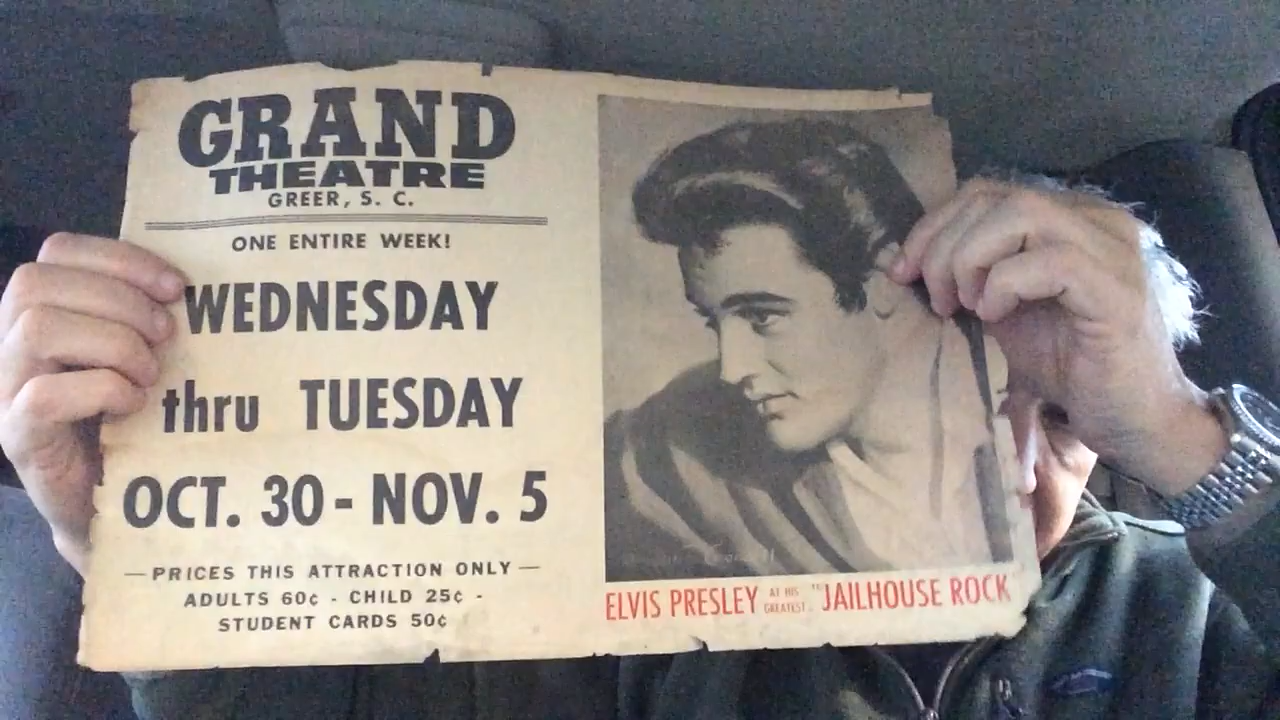 GRAND
THEATRE
GREER, S. C.
ONE ENTIRE WEEK!
WEDNESDAY
thru TUESDAY
OCT. 30 - NOV. 5
— PRICES THIS ATTRACTION ONLY —
ADULTS 60¢ - CHILD 25¢ -
STUDENT CARDS 50¢
ELVIS PRESLEY AT HIS GREATEST.. "JAILHOUSE ROCK"